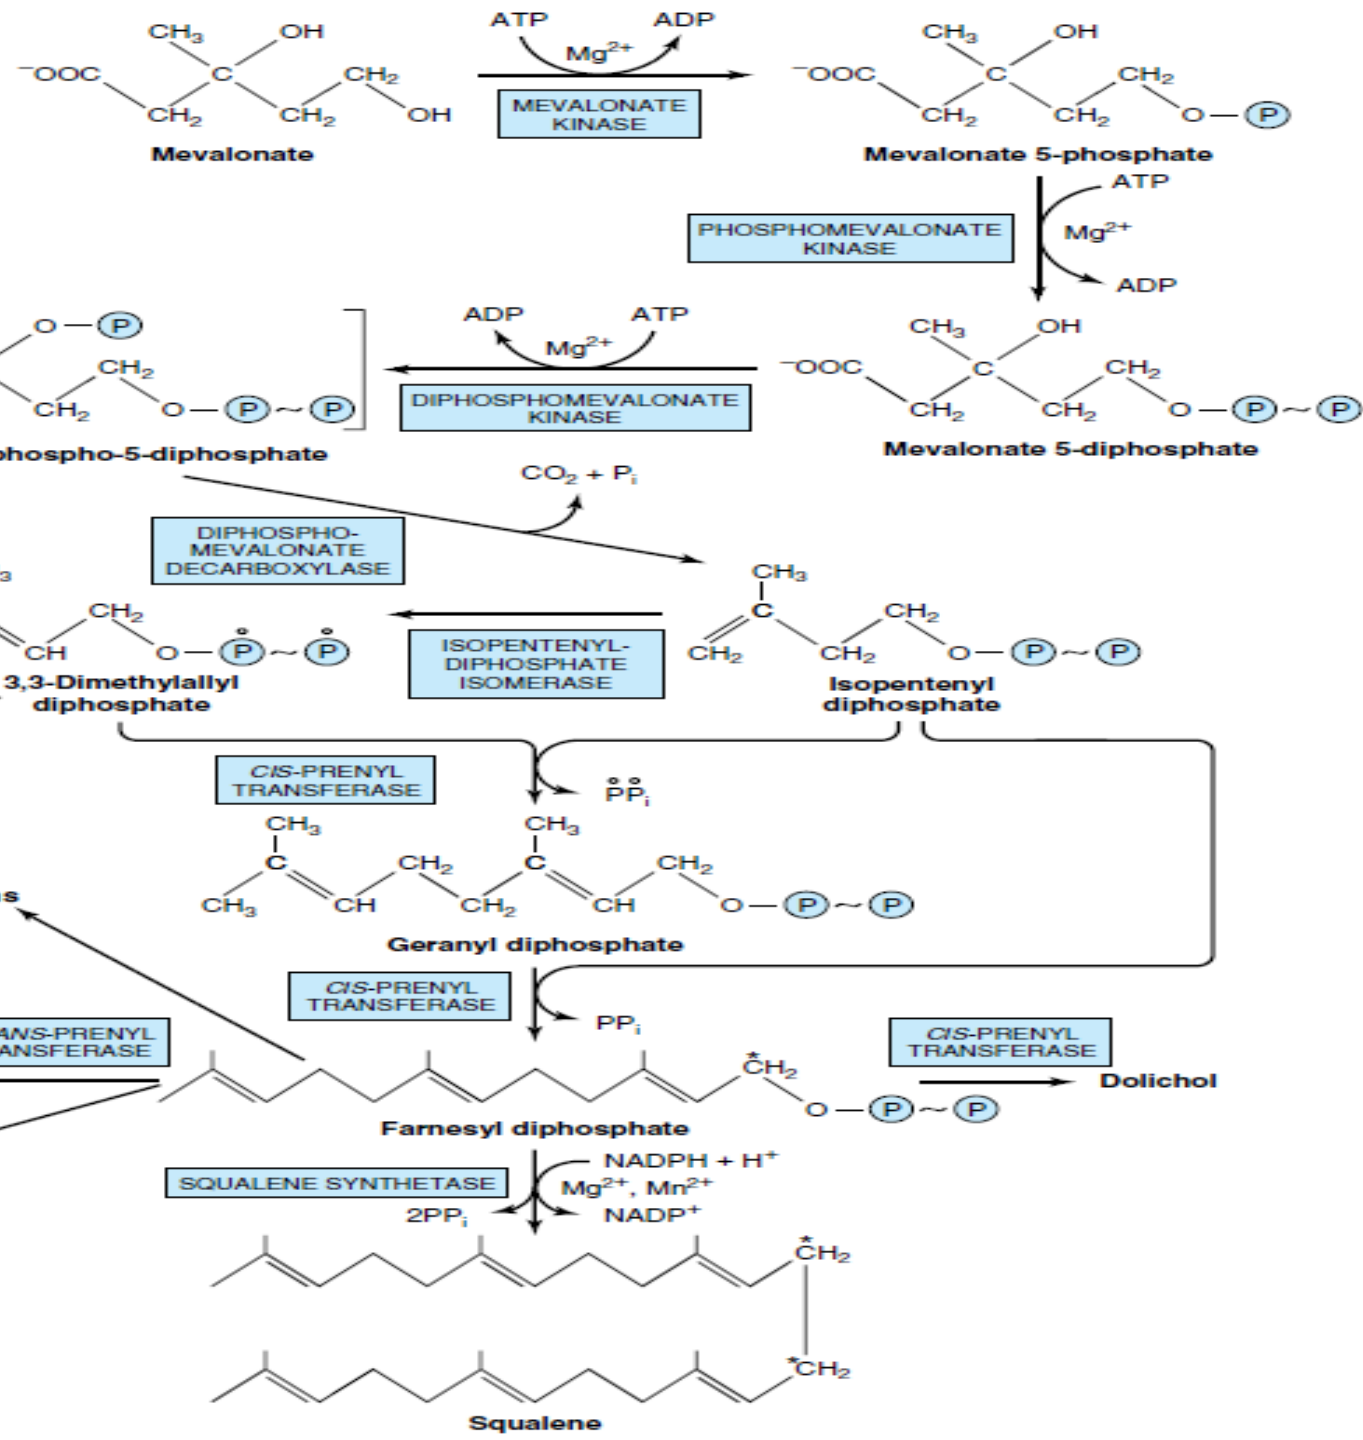 CH₃ OH
⁻OOC C CH₂
CH₂ CH₂ OH
Mevalonate
ATP ADP
Mg²⁺
MEVALONATE
KINASE
CH₃ OH
⁻OOC C CH₂
CH₂ CH₂ O — P
Mevalonate 5-phosphate
ATP
PHOSPHOMEVALONATE
KINASE
Mg²⁺
ADP
CH₃ OH
⁻OOC C CH₂
CH₂ CH₂ O — P ~ P
Mevalonate 5-diphosphate
ADP ATP
Mg²⁺
DIPHOSPHOMEVALONATE
KINASE
O — P
CH₂
CH₂ O — P ~ P
phospho-5-diphosphate
CO₂ + Pᵢ
DIPHOSPHO-
MEVALONATE
DECARBOXYLASE
CH₃
C CH₂
CH₂ CH₂ O — P ~ P
Isopentenyl
diphosphate
ISOPENTENYL-
DIPHOSPHATE
ISOMERASE
3
CH₂
CH O — P ~ P
3,3-Dimethylallyl
diphosphate
CIS-PRENYL
TRANSFERASE
PPᵢ
CH₃ CH₃
C CH₂ C CH₂
CH₃ CH CH₂ CH O — P ~ P
Geranyl diphosphate
s
CIS-PRENYL
TRANSFERASE
PPᵢ
ANS-PRENYL
ANSFERASE
*CH₂
O — P ~ P
Farnesyl diphosphate
CIS-PRENYL
TRANSFERASE
Dolichol
SQUALENE SYNTHETASE
NADPH + H⁺
Mg²⁺, Mn²⁺
2PPᵢ NADP⁺
*CH₂
*CH₂
Squalene